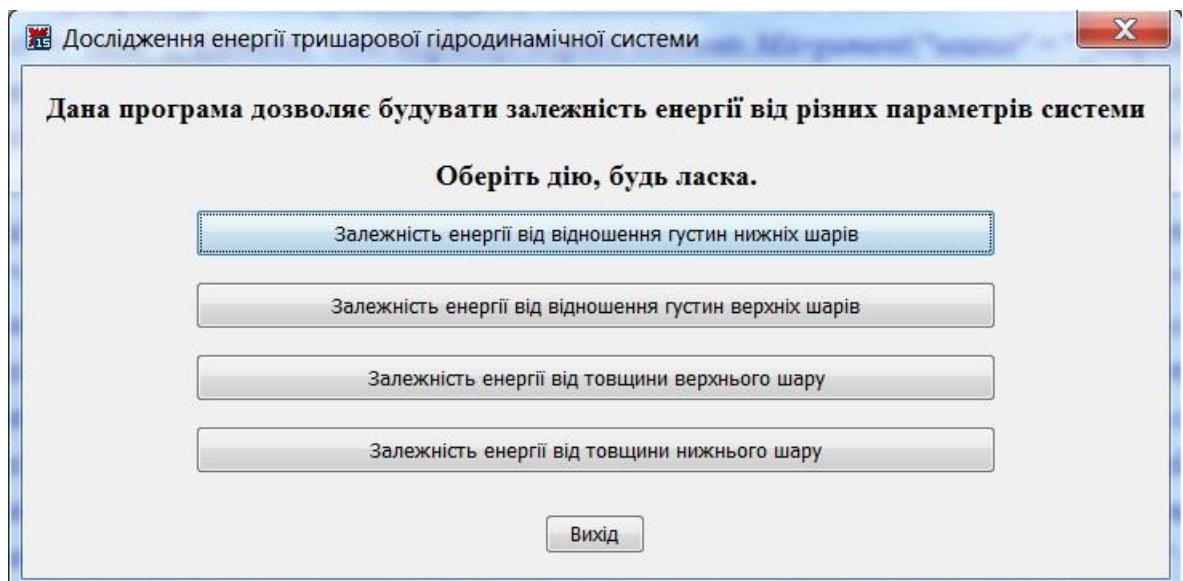 Дослідження енергії тришарової гідродинамічної системи
Дана програма дозволяє будувати залежність енергії від різних параметрів системи
Оберіть дію, будь ласка.
Залежність енергії від відношення густин нижніх шарів
Залежність енергії від відношення густин верхніх шарів
Залежність енергії від товщини верхнього шару
Залежність енергії від товщини нижнього шару
Вихід